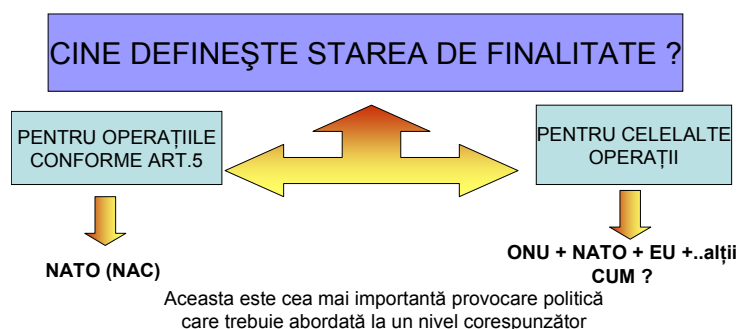 CINE DEFINEŞTE STAREA DE FINALITATE ?
PENTRU OPERAȚIILE
CONFORME ART.5
PENTRU CELELALTE
OPERAȚII
NATO (NAC)
ONU + NATO + EU +..alții
CUM ?
Aceasta este cea mai importantă provocare politică
care trebuie abordată la un nivel corespunzător